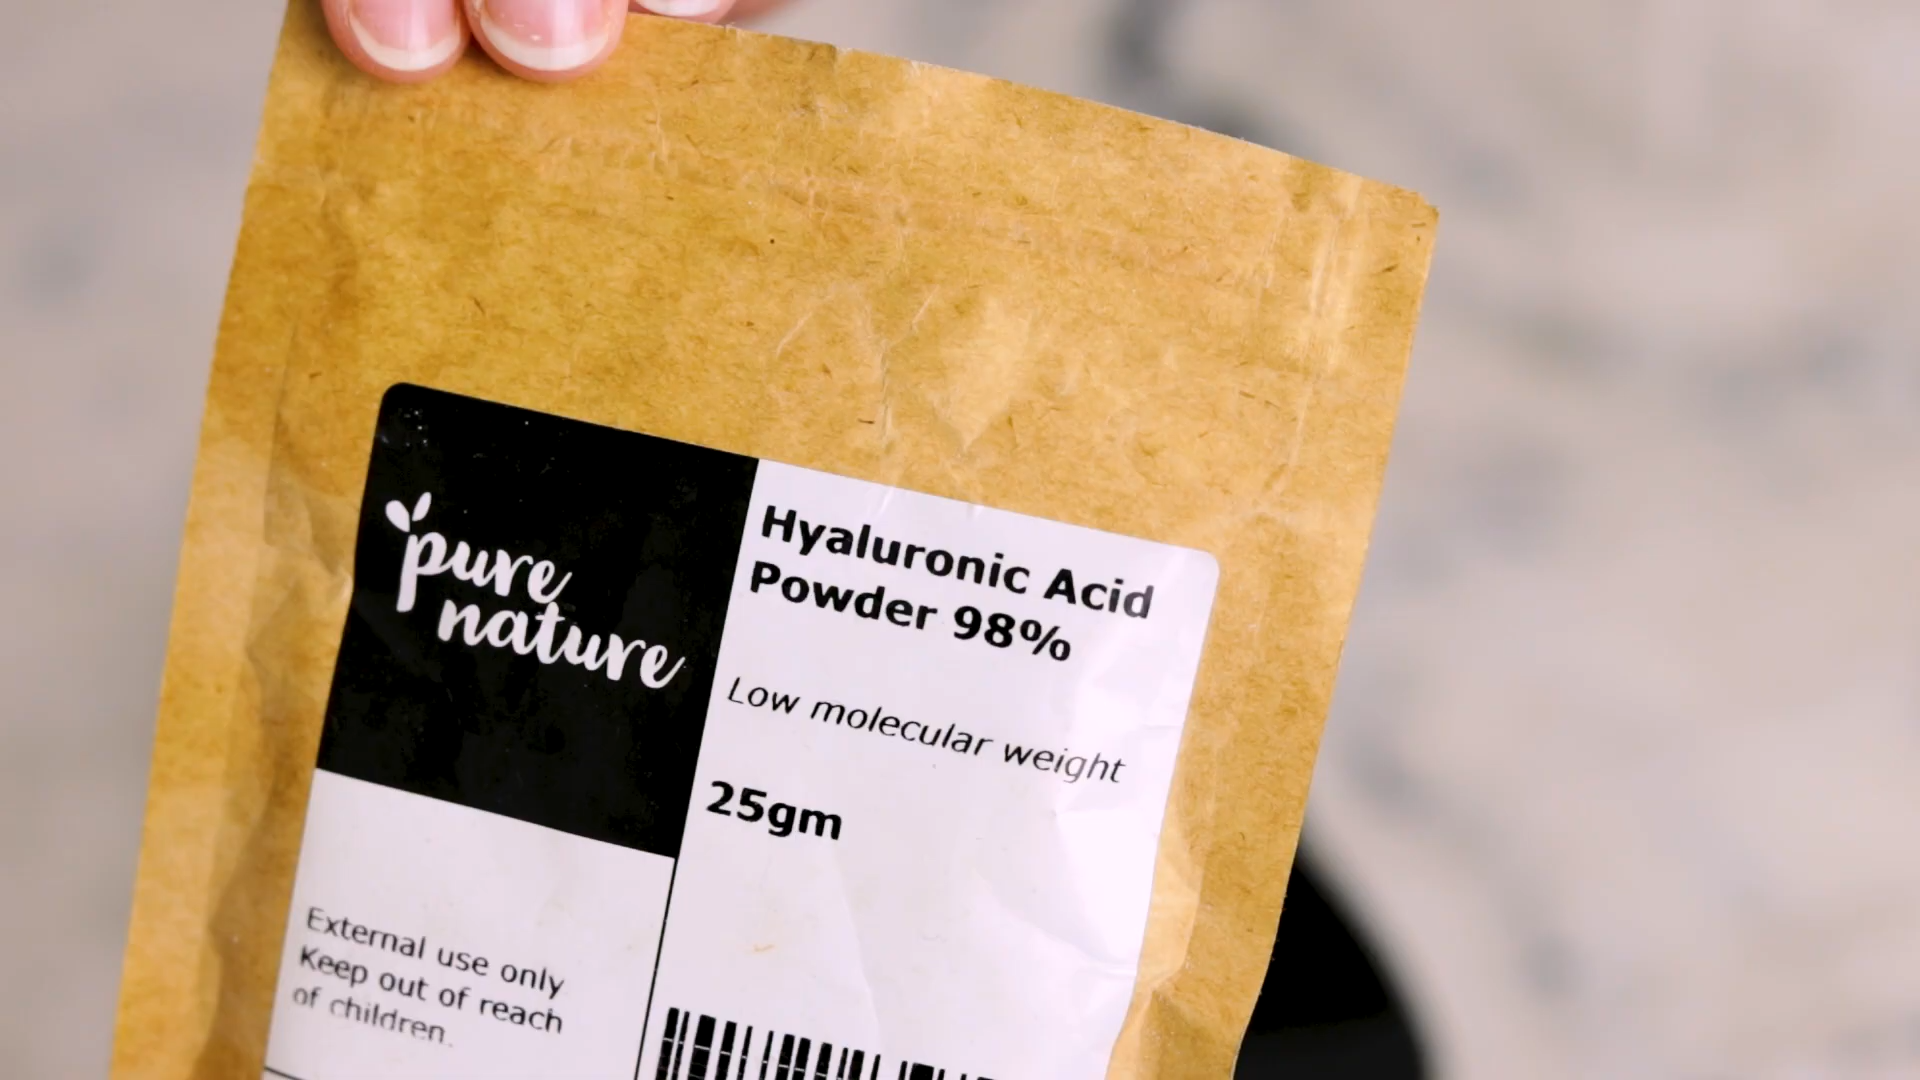 pure
nature
Hyaluronic Acid
Powder 98%
Low molecular weight
25gm
External use only
Keep out of reach
of children.